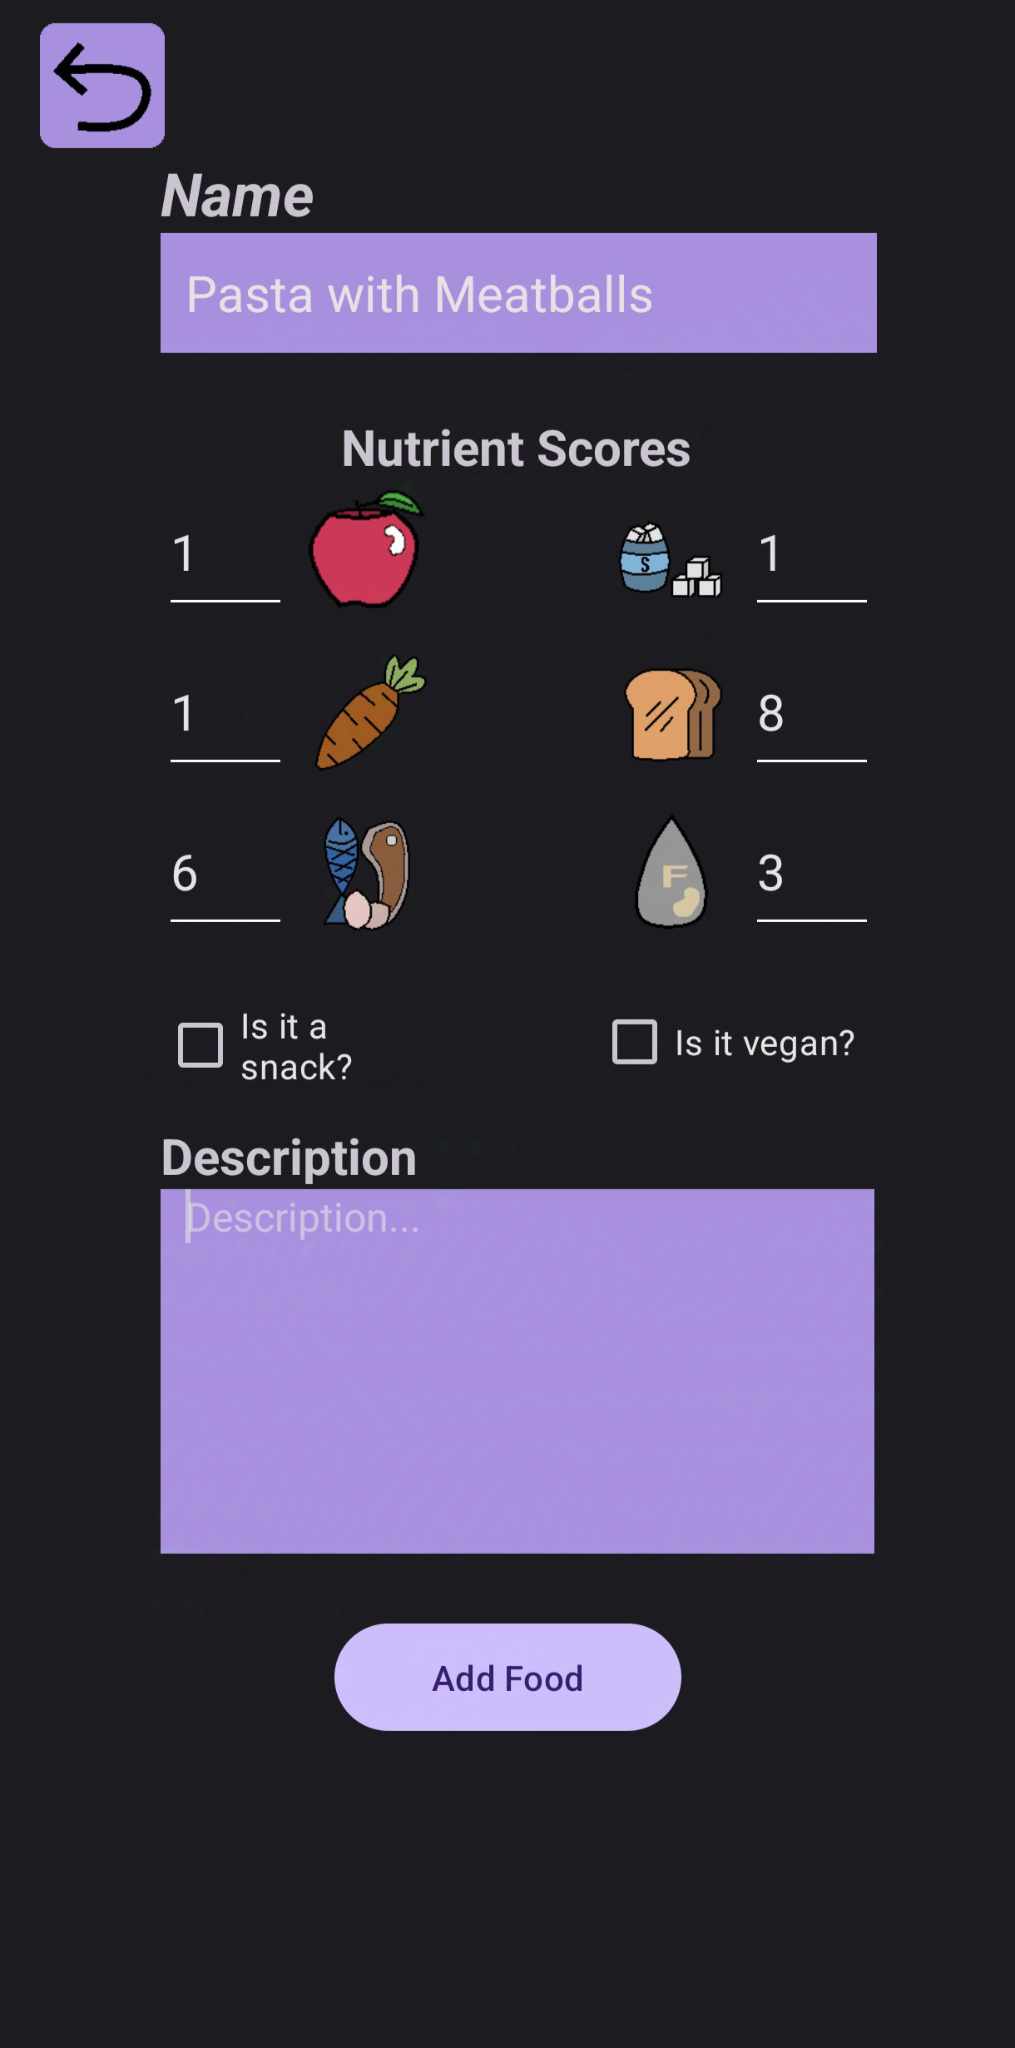 Name
Pasta with Meatballs
Nutrient Scores
1
S
1
1
8
6
F
3
Is it a
snack?
Is it vegan?
Description
Description...
Add Food